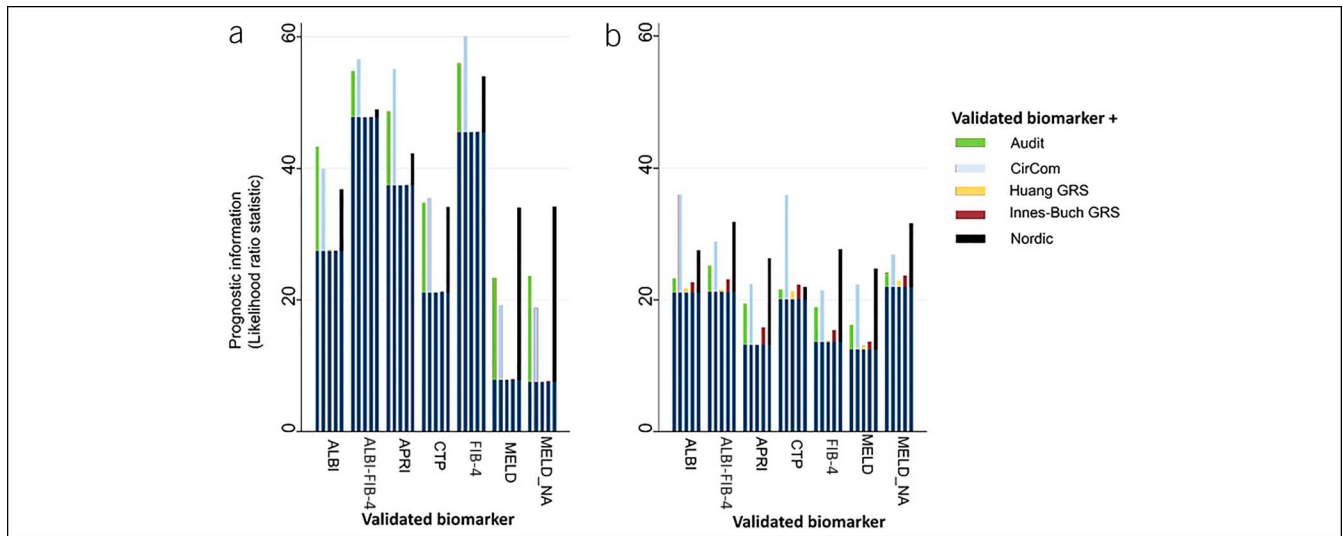 a
60
40
20
0
Prognostic information
(Likelihood ratio statistic)
ALBI
ALBI-FIB-4
APRI
CTP
FIB-4
MELD
MELD_NA
Validated biomarker
b
60
40
20
0
ALBI
ALBI-FIB-4
APRI
CTP
FIB-4
MELD
MELD_NA
Validated biomarker
Validated biomarker +
Audit
CirCom
Huang GRS
Innes-Buch GRS
Nordic